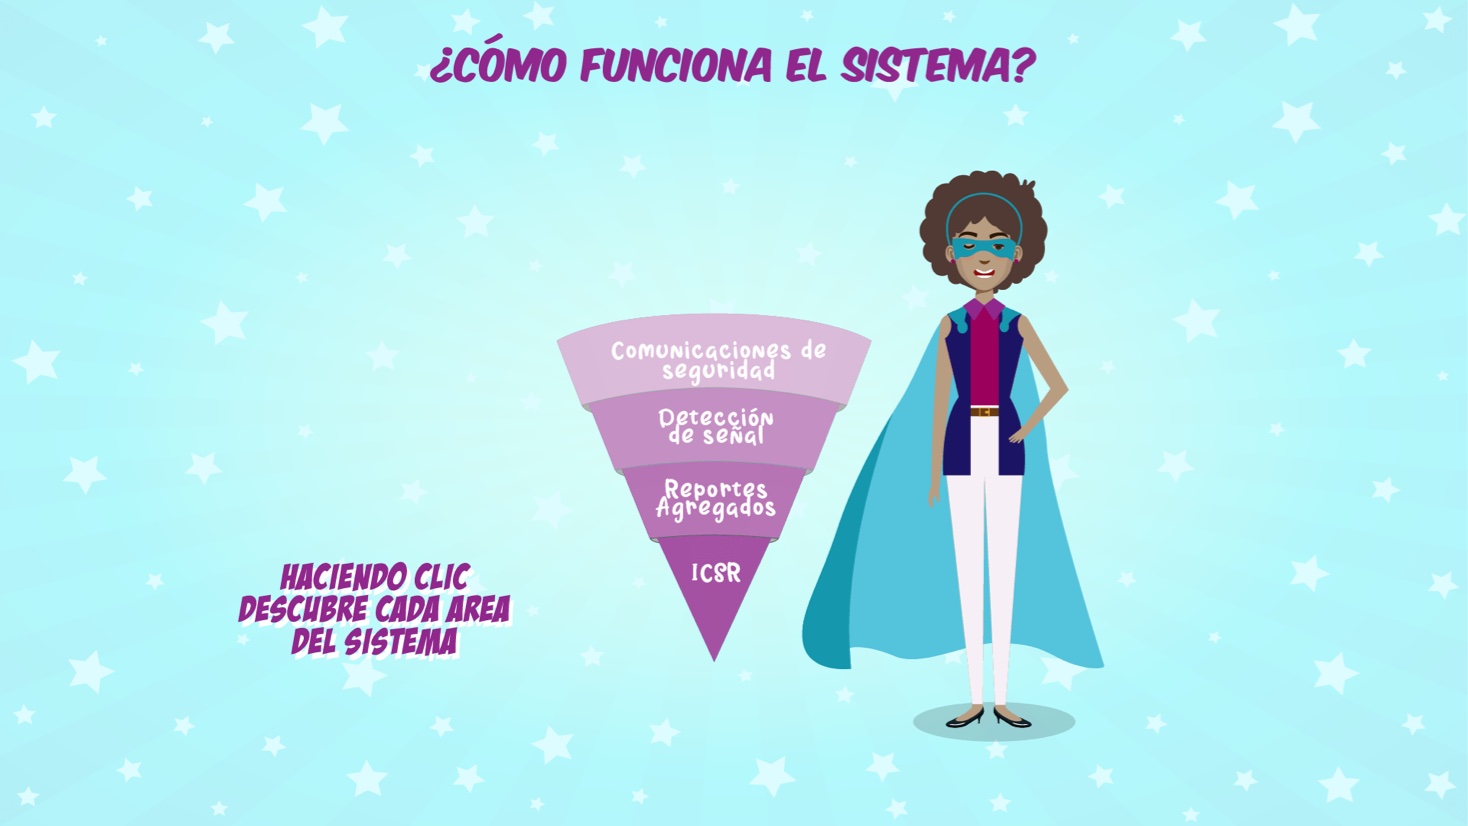 ¿CÓMO FUNCIONA EL SISTEMA?
Comunicaciones de
seguridad
Detección
de señal
Reportes
Agregados
ICSR
HACIENDO CLIC
DESCUBRE CADA AREA
DEL SISTEMA